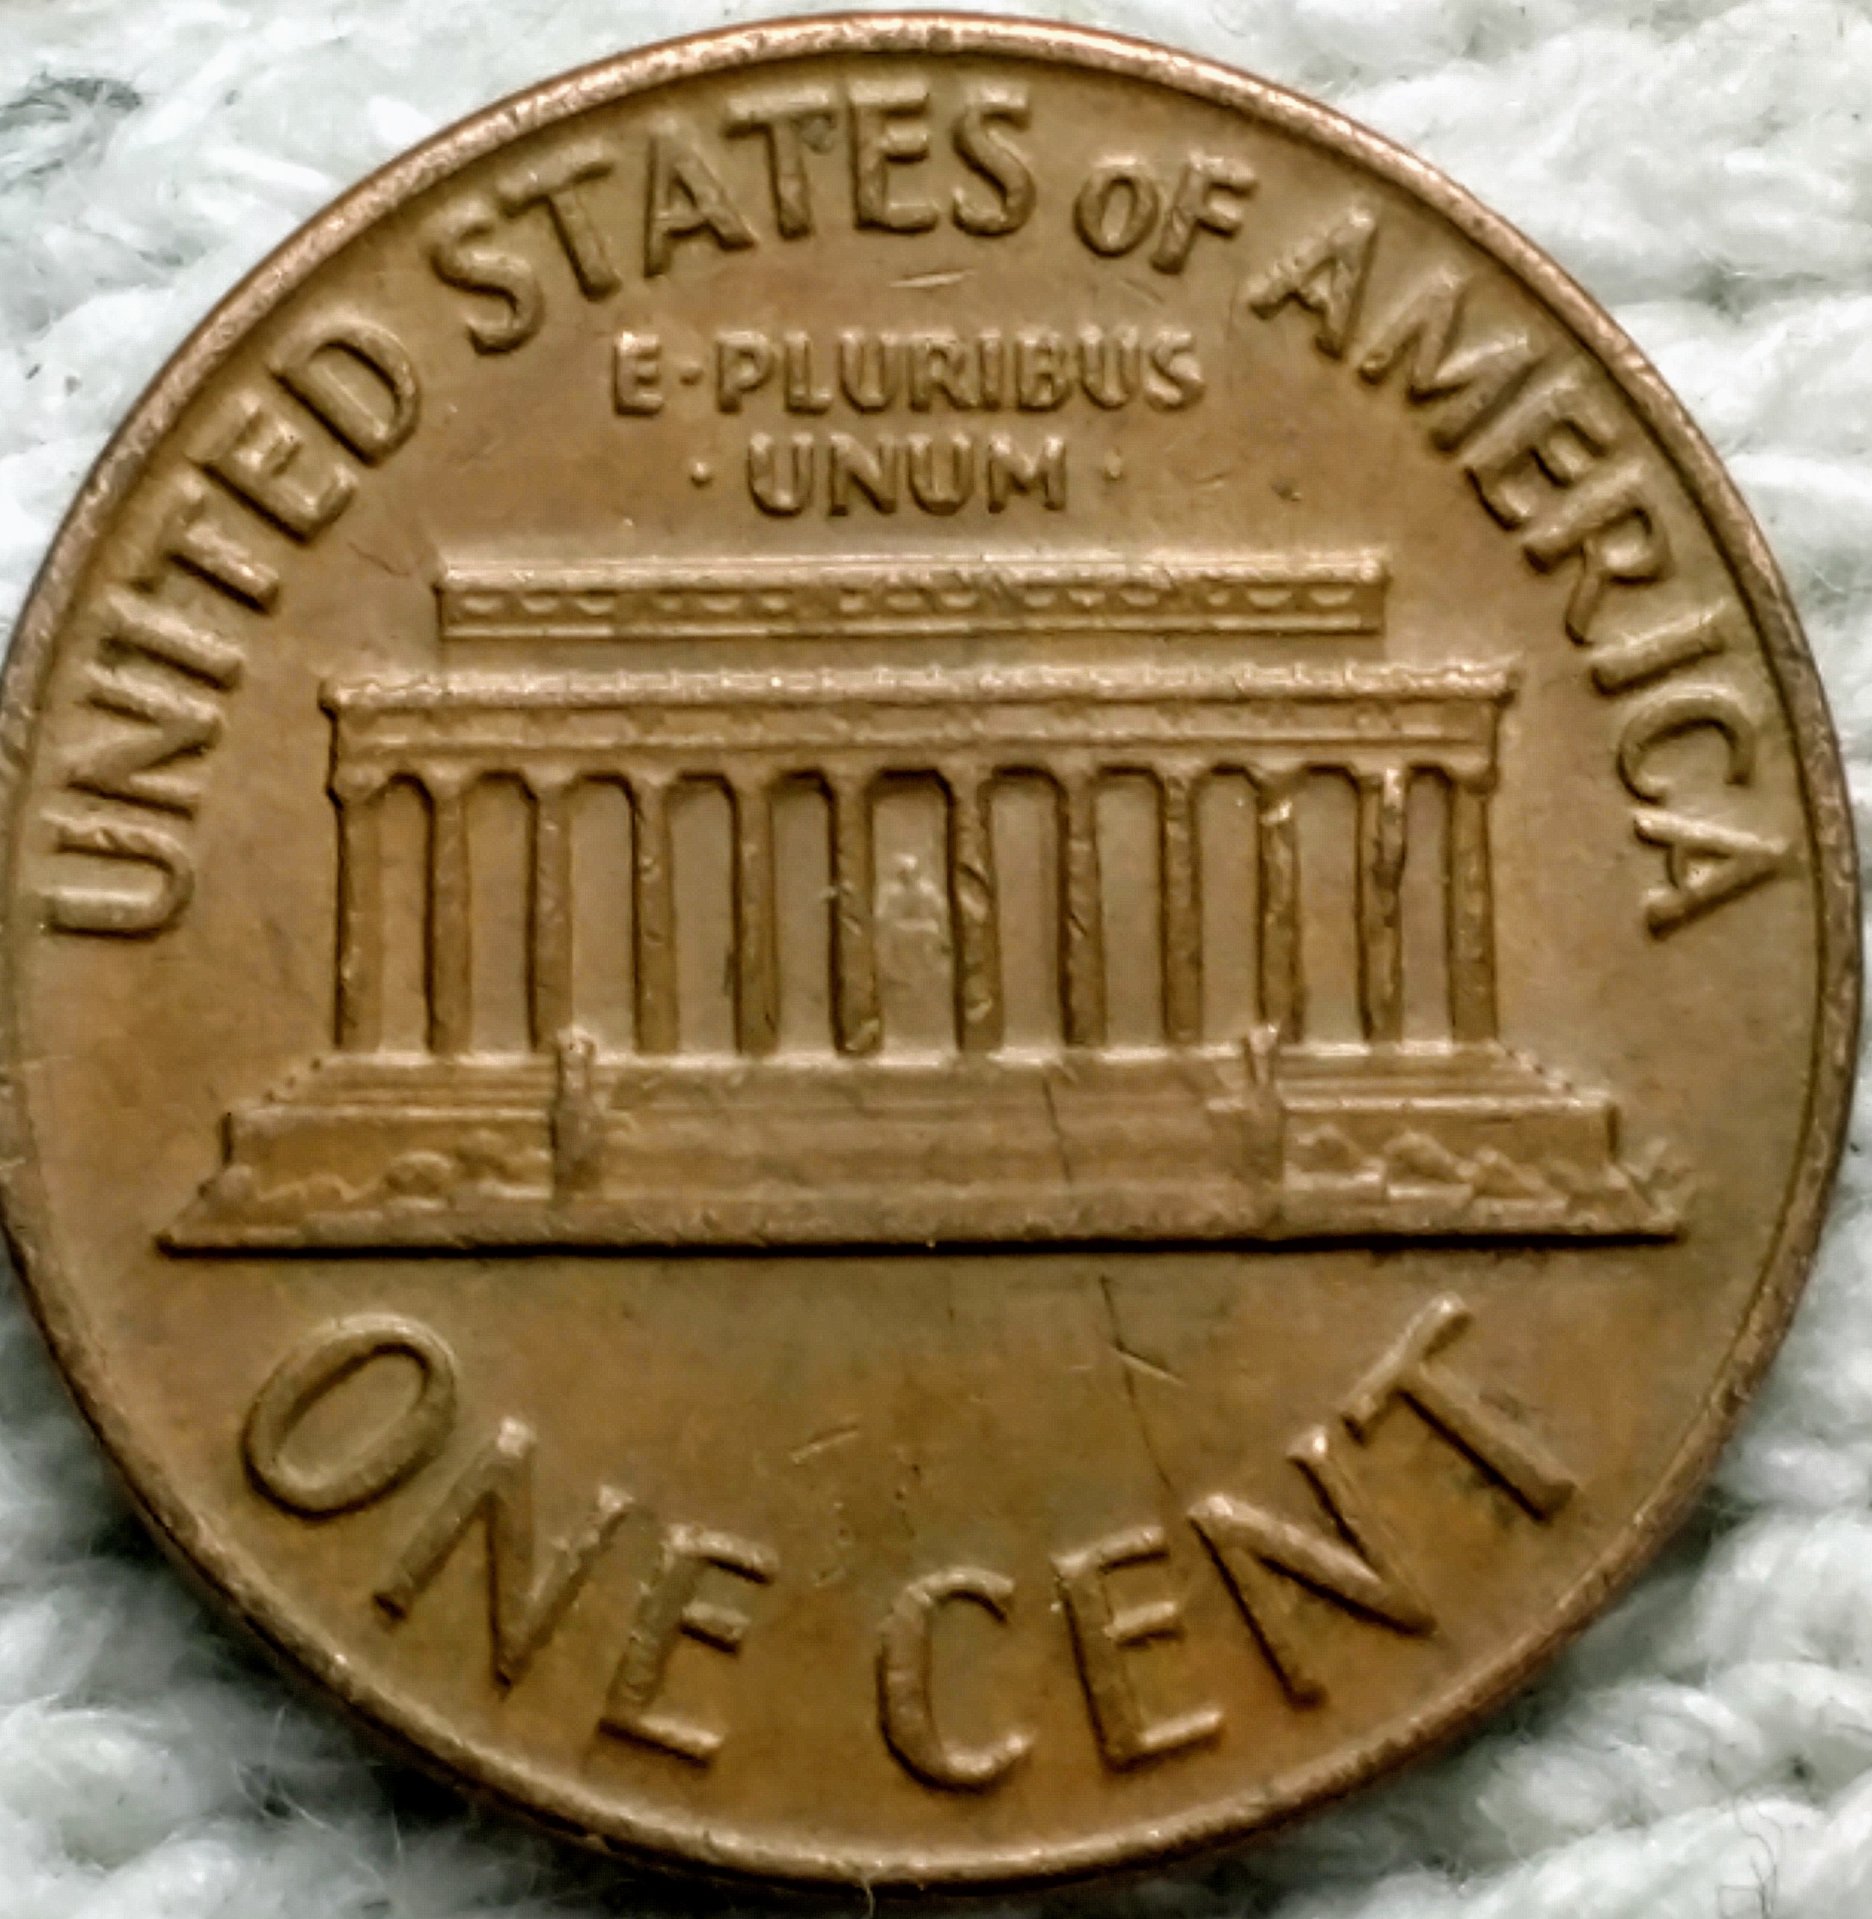 UNITED STATES OF AMERICA
E·PLURIBUS
· UNUM ·
ONE CENT